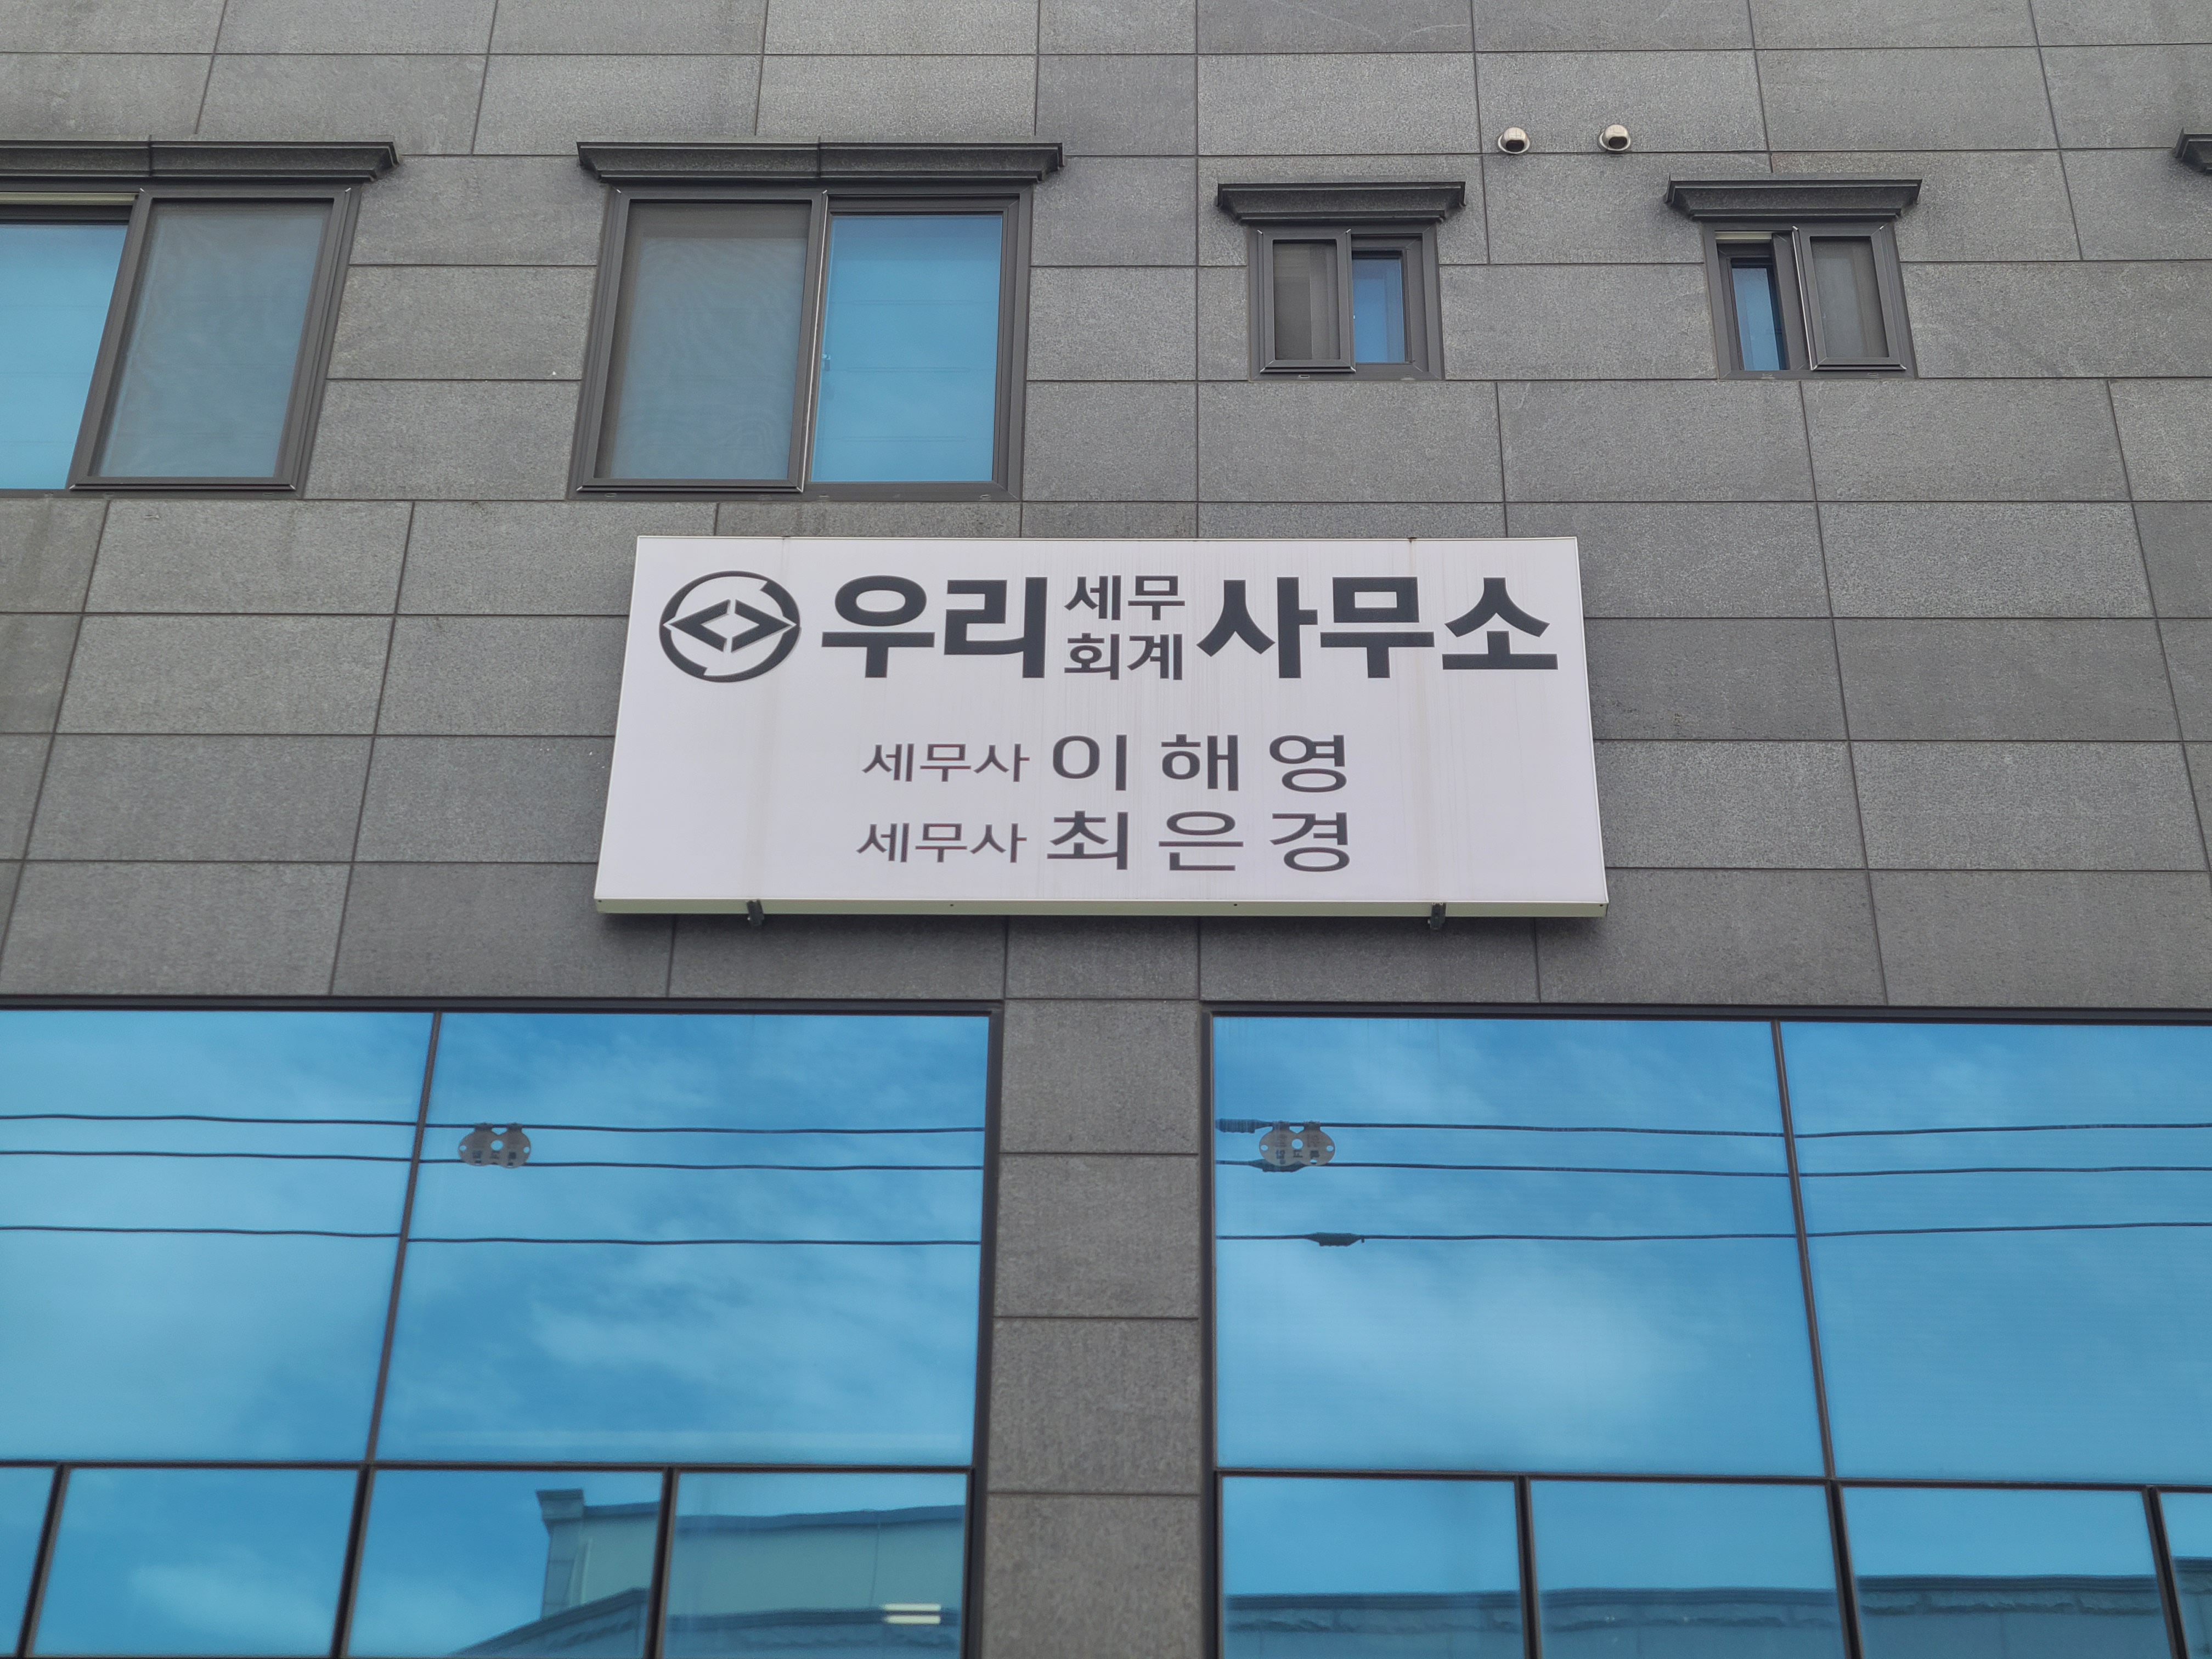 우리 세무 회계 사무소
세무사 이해영
세무사 최은경